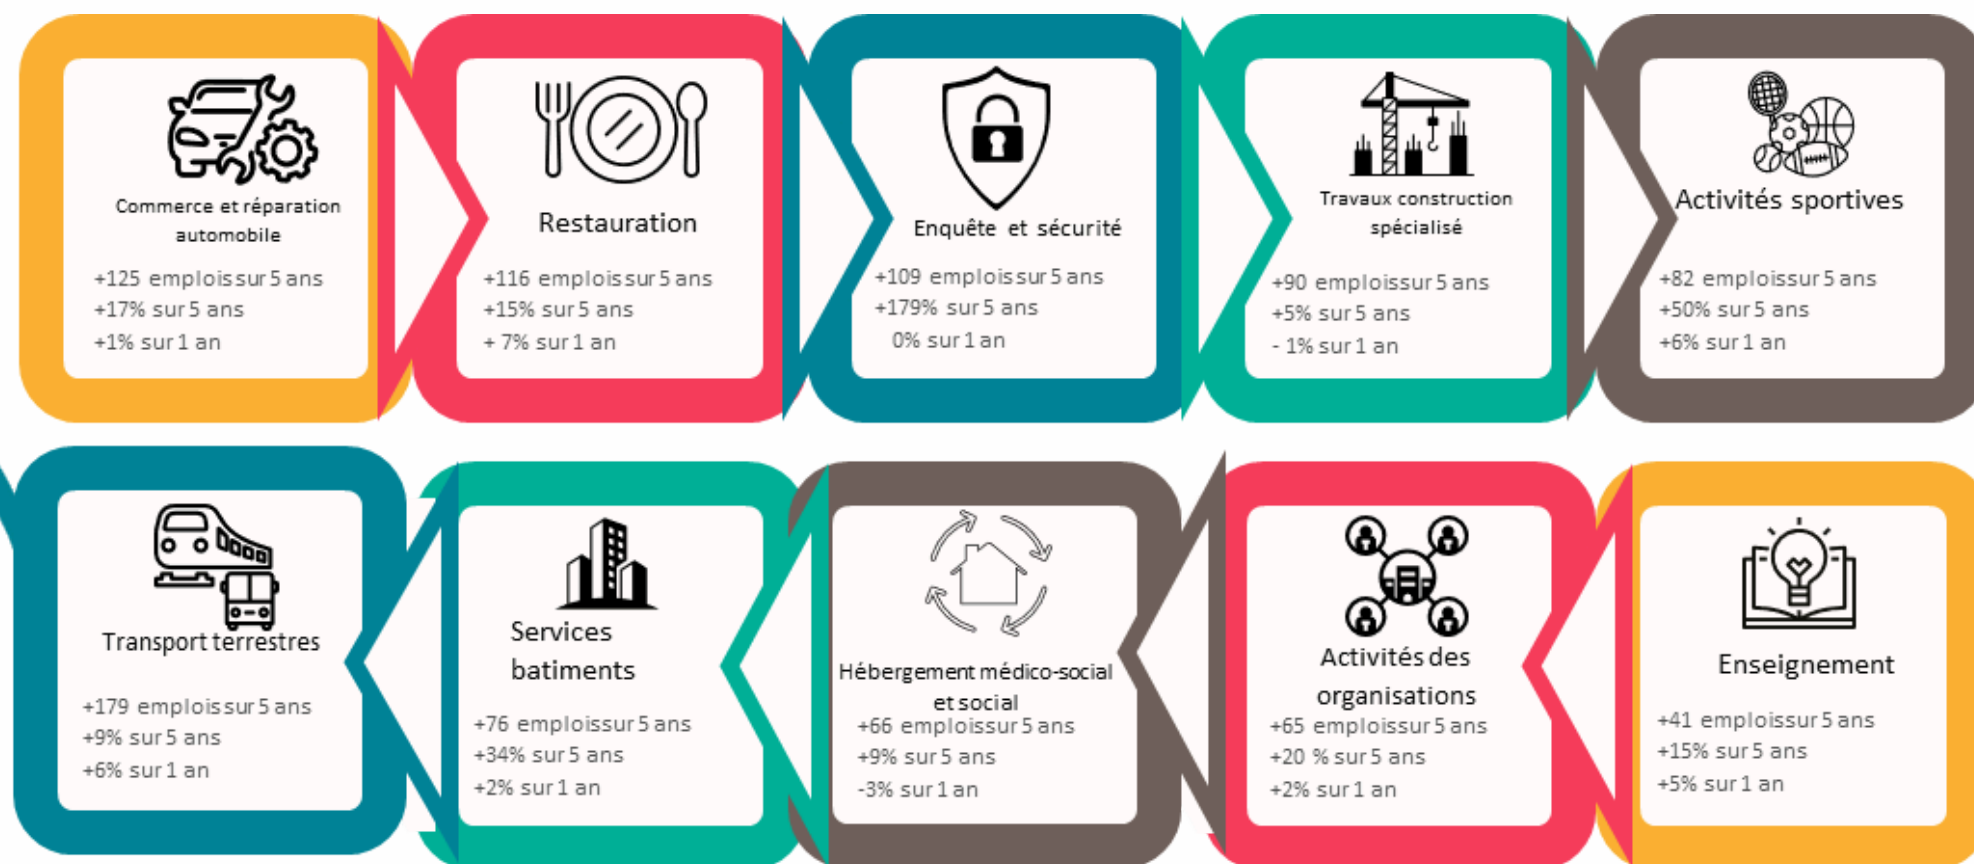 Commerce et réparation
automobile
+125 emplois sur 5 ans
+17% sur 5 ans
+1% sur 1 an
Restauration
+116 emplois sur 5 ans
+15% sur 5 ans
+ 7% sur 1 an
Enquête et sécurité
+109 emplois sur 5 ans
+179% sur 5 ans
0% sur 1 an
Travaux construction
spécialisé
+90 emplois sur 5 ans
+5% sur 5 ans
- 1% sur 1 an
Activités sportives
+82 emplois sur 5 ans
+50% sur 5 ans
+6% sur 1 an
Transport terrestres
+179 emplois sur 5 ans
+9% sur 5 ans
+6% sur 1 an
Services
batiments
+76 emplois sur 5 ans
+34% sur 5 ans
+2% sur 1 an
Hébergement médico-social
et social
+66 emplois sur 5 ans
+9% sur 5 ans
-3% sur 1 an
Activités des
organisations
+65 emplois sur 5 ans
+20 % sur 5 ans
+2% sur 1 an
Enseignement
+41 emplois sur 5 ans
+15% sur 5 ans
+5% sur 1 an